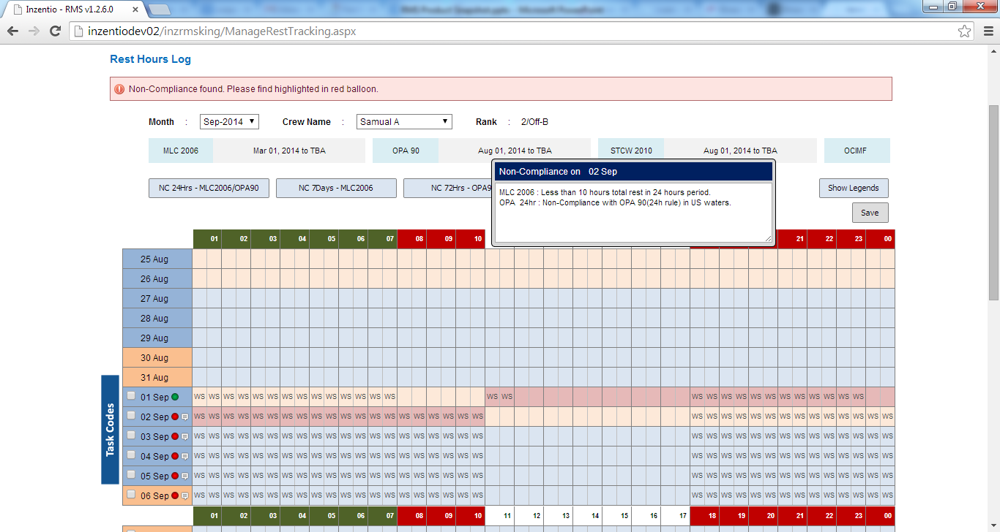 Inzentio - RMS v1.2.6.0
inzentiodev02/inzrmsking/ManageRestTracking.aspx
Rest Hours Log
Non-Compliance found. Please find highlighted in red balloon.
Month : Sep-2014 Crew Name : Samual A Rank : 2/Off-B
MLC 2006 Mar 01, 2014 to TBA OPA 90 Aug 01, 2014 to TBA STCW 2010 Aug 01, 2014 to TBA OCIMF
Non-Compliance on 02 Sep
NC 24Hrs - MLC2006/OPA90 NC 7Days - MLC2006 NC 72Hrs - OPA9 Show Legends
MLC 2006 : Less than 10 hours total rest in 24 hours period.
OPA 24hr : Non-Compliance with OPA 90(24h rule) in US waters.
Save
01 02 03 04 05 06 07 08 09 10 21 22 23 00
25 Aug
26 Aug
27 Aug
28 Aug
29 Aug
30 Aug
31 Aug
Task Codes
01 Sep WS WS WS WS WS WS WS WS WS WS WS WS WS WS WS WS WS WS WS WS WS WS WS WS WS WS WS WS
02 Sep WS WS WS WS WS WS WS WS WS WS WS WS WS WS WS WS WS WS WS WS WS WS WS WS WS WS WS WS WS WS WS WS WS WS
03 Sep WS WS WS WS WS WS WS WS WS WS WS WS WS WS WS WS WS WS WS WS WS WS WS WS WS WS WS WS WS WS WS WS WS WS
04 Sep WS WS WS WS WS WS WS WS WS WS WS WS WS WS WS WS WS WS WS WS WS WS WS WS WS WS WS WS WS WS WS WS WS WS
05 Sep WS WS WS WS WS WS WS WS WS WS WS WS WS WS WS WS WS WS WS WS WS WS WS WS WS WS WS WS WS WS WS WS WS WS
06 Sep WS WS WS WS WS WS WS WS WS WS WS WS WS WS WS WS WS WS WS WS WS WS WS WS WS WS WS WS WS WS WS WS WS WS
01 02 03 04 05 06 07 08 09 10 11 12 13 14 15 16 17 18 19 20 21 22 23 00